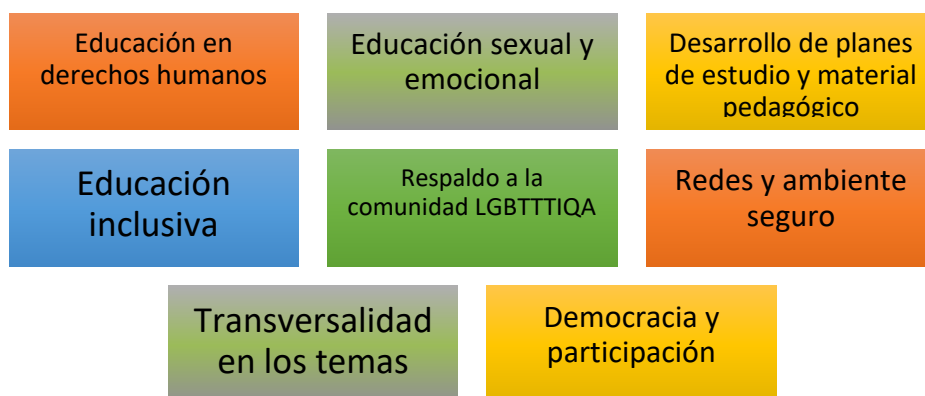 Educación en
derechos humanos
Educación sexual y
emocional
Desarrollo de planes
de estudio y material
pedagógico
Educación
inclusiva
Respaldo a la
comunidad LGBTTTIQA
Redes y ambiente
seguro
Transversalidad
en los temas
Democracia y
participación